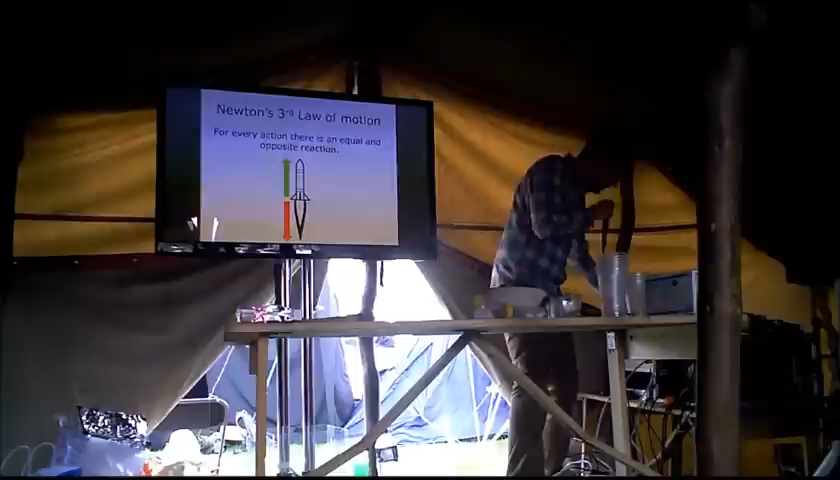 Newton's 3rd Law of motion
For every action there is an equal and
opposite reaction.